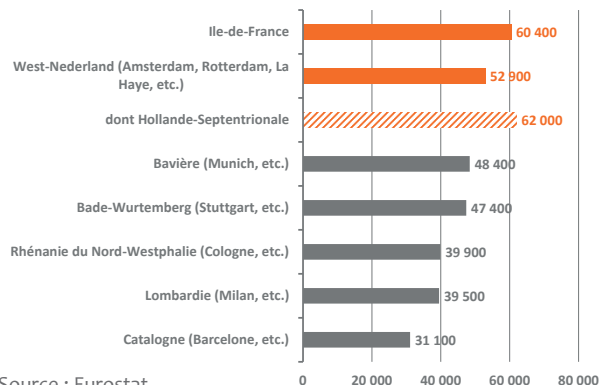 Ile-de-France
60 400
West-Nederland (Amsterdam, Rotterdam, La
Haye, etc.)
52 900
dont Hollande-Septentrionale
62 000
Bavière (Munich, etc.)
48 400
Bade-Wurtemberg (Stuttgart, etc.)
47 400
Rhénanie du Nord-Westphalie (Cologne, etc.)
39 900
Lombardie (Milan, etc.)
39 500
Catalogne (Barcelone, etc.)
31 100
0 20 000 40 000 60 000 80 000
Source : Eurostat